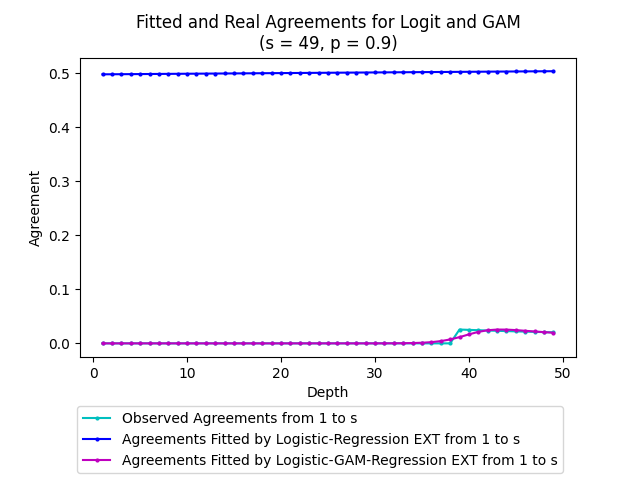 Fitted and Real Agreements for Logit and GAM
(s = 49, p = 0.9)
Agreement
0.5
0.4
0.3
0.2
0.1
0.0
0 10 20 30 40 50
Depth
Observed Agreements from 1 to s
Agreements Fitted by Logistic-Regression EXT from 1 to s
Agreements Fitted by Logistic-GAM-Regression EXT from 1 to s